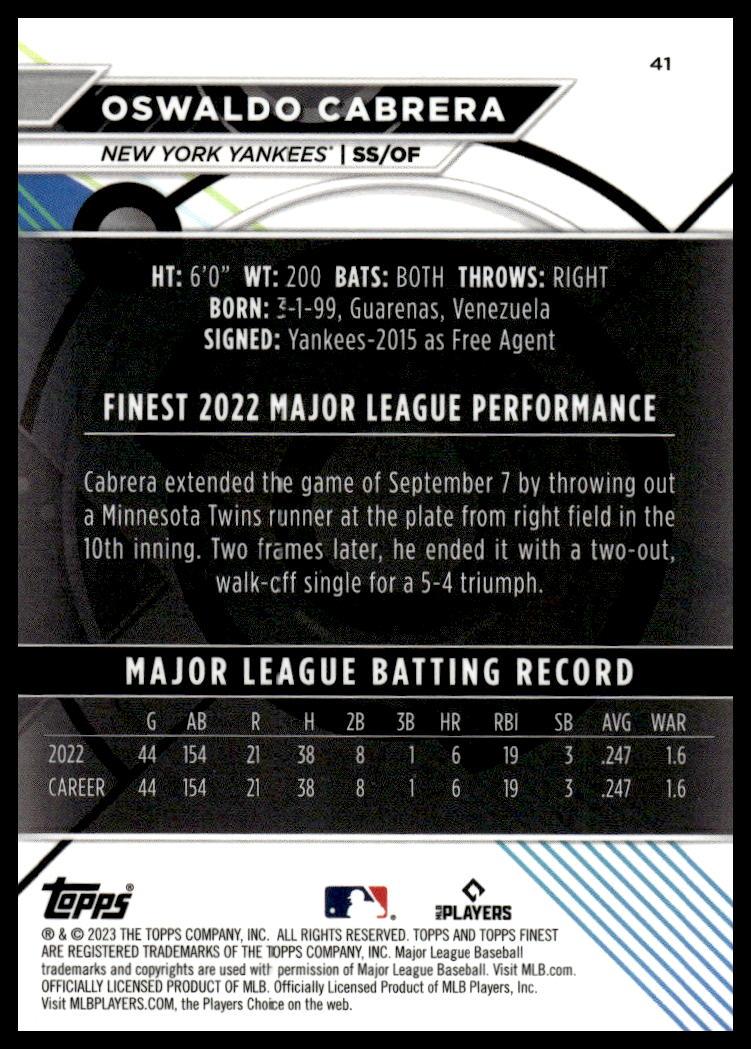 41
OSWALDO CABRERA
NEW YORK YANKEES® | SS/OF
HT: 6'0" WT: 200 BATS: BOTH THROWS: RIGHT
BORN: 3-1-99, Guarenas, Venezuela
SIGNED: Yankees-2015 as Free Agent
FINEST 2022 MAJOR LEAGUE PERFORMANCE
Cabrera extended the game of September 7 by throwing out
a Minnesota Twins runner at the plate from right field in the
10th inning. Two frames later, he ended it with a two-out,
walk-off single for a 5-4 triumph.
MAJOR LEAGUE BATTING RECORD
G AB R H 2B 3B HR RBI SB AVG WAR
2022 44 154 21 38 8 1 6 19 3 .247 1.6
CAREER 44 154 21 38 8 1 6 19 3 .247 1.6
topps® ® MLB PLAYERS
® & © 2023 THE TOPPS COMPANY, INC. ALL RIGHTS RESERVED. TOPPS AND TOPPS FINEST
ARE REGISTERED TRADEMARKS OF THE TOPPS COMPANY, INC. Major League Baseball
trademarks and copyrights are used with permission of Major League Baseball. Visit MLB.com.
OFFICIALLY LICENSED PRODUCT OF MLB. Officially Licensed Product of MLB Players, Inc.
Visit MLBPLAYERS.COM, the Players Choice on the web.